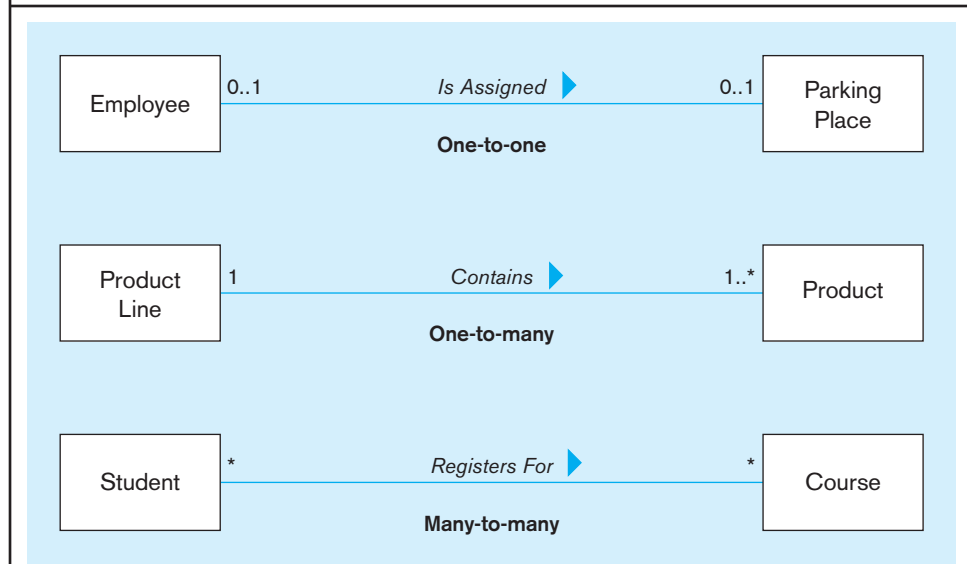 Employee
0..1
Is Assigned
0..1
Parking
Place
One-to-one
Product
Line
1
Contains
1..*
Product
One-to-many
Student
*
Registers For
*
Course
Many-to-many